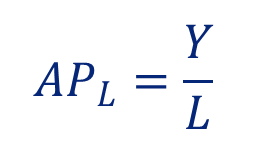 AP_L = Y/L